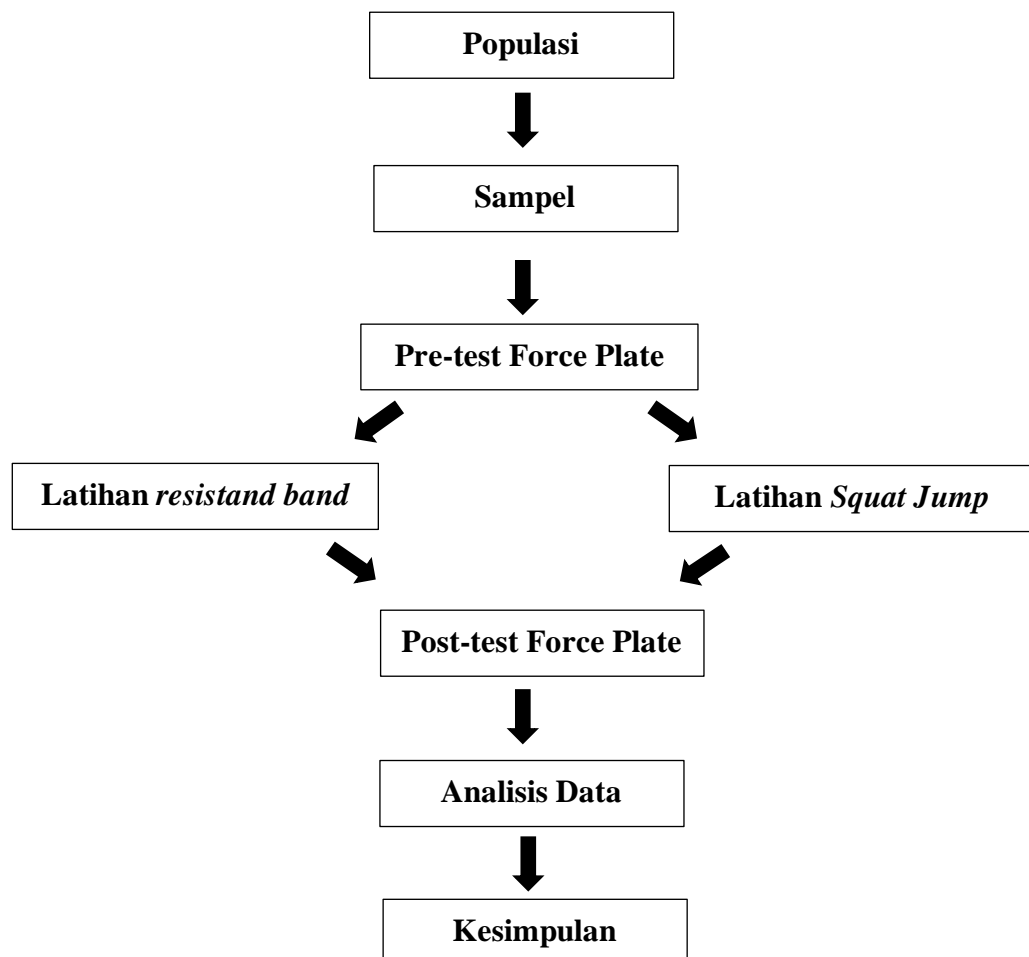 Populasi
Sampel
Pre-test Force Plate
Latihan resistand band
Latihan Squat Jump
Post-test Force Plate
Analisis Data
Kesimpulan